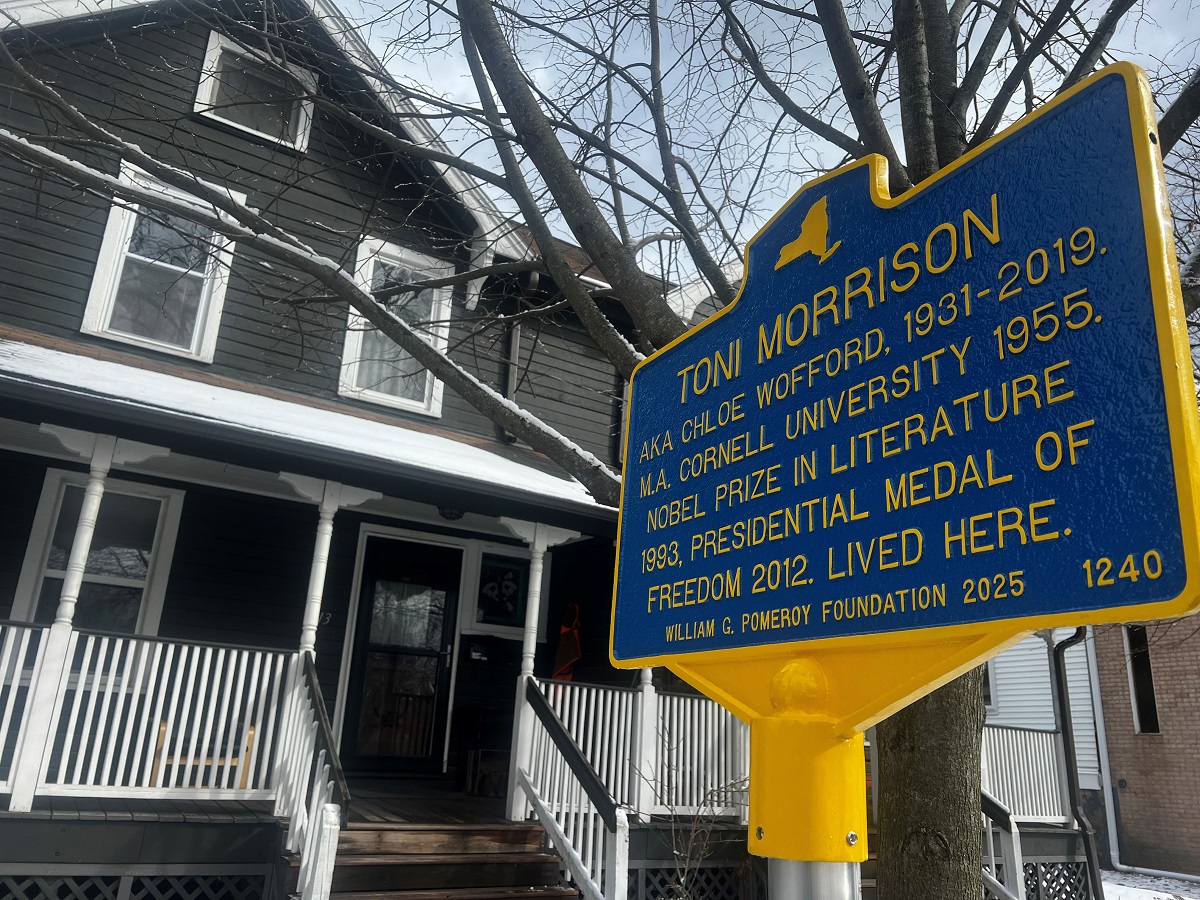 TONI MORRISON
AKA CHLOE WOFFORD, 1931-2019.
M.A. CORNELL UNIVERSITY 1955.
NOBEL PRIZE IN LITERATURE
1993, PRESIDENTIAL MEDAL OF
FREEDOM 2012. LIVED HERE.
WILLIAM G. POMEROY FOUNDATION 2025 1240